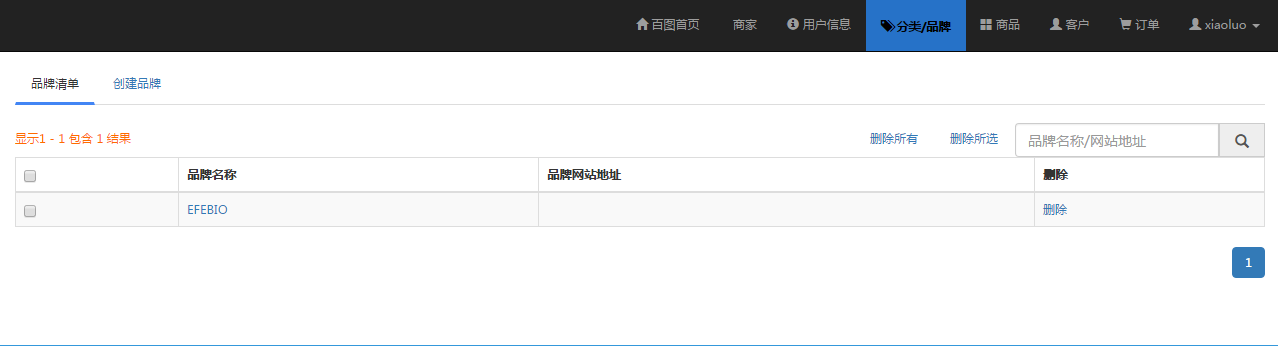 百图首页 商家 用户信息 分类/品牌 商品 客户 订单 xiaoluo
品牌清单 创建品牌
显示1 - 1 包含 1 结果 删除所有 删除所选 品牌名称/网站地址
品牌名称 品牌网站地址 删除
EFEBIO 删除
1